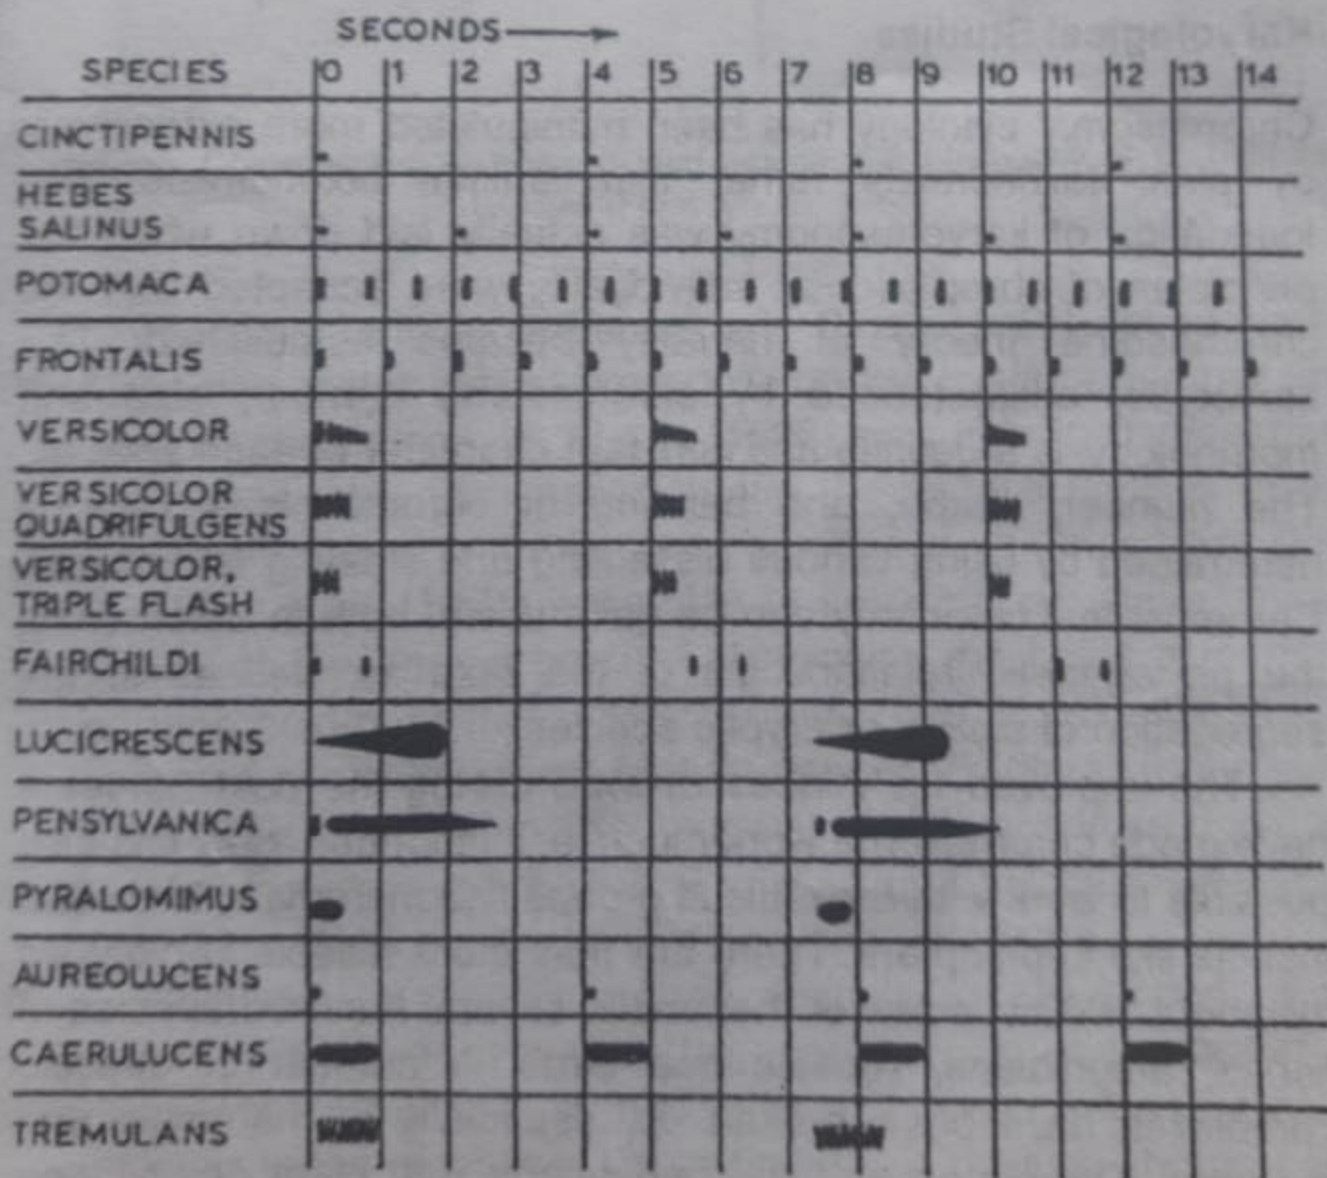 SECONDS
SPECIES 0 1 2 3 4 5 6 7 8 9 10 11 12 13 14
CINCTIPENNIS
HEBES
SALINUS
POTOMACA
FRONTALIS
VERSICOLOR
VERSICOLOR
QUADRIFULGENS
VERSICOLOR,
TRIPLE FLASH
FAIRCHILDI
LUCICRESCENS
PENSYLVANICA
PYRALOMIMUS
AUREOLUCENS
CAERULUCENS
TREMULANS